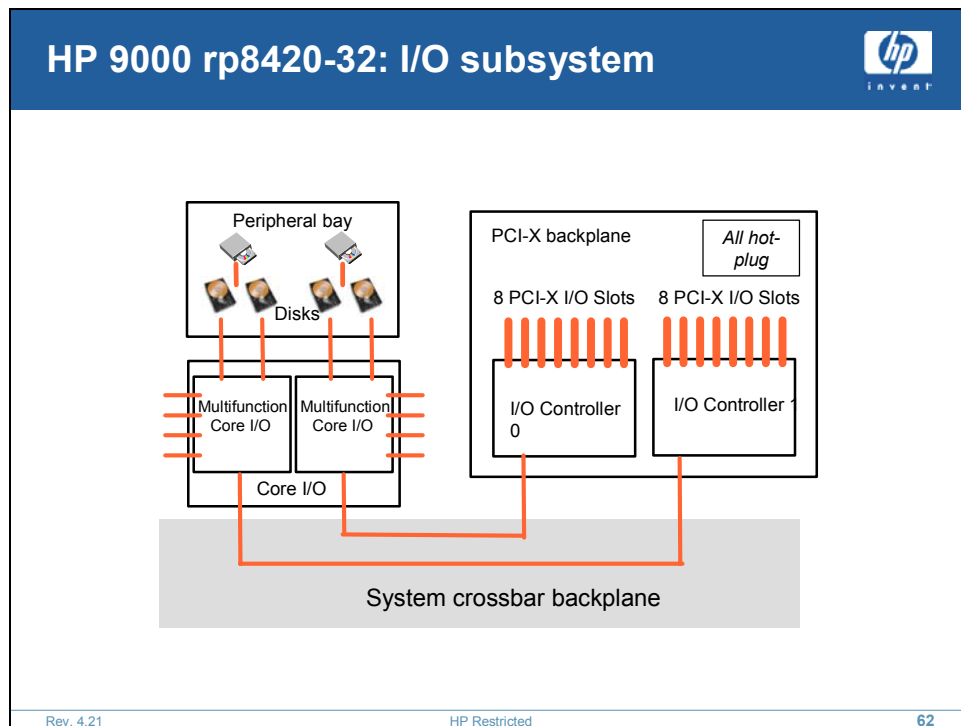 HP 9000 rp8420-32: I/O subsystem
hp
invent
Peripheral bay
Disks
Multifunction
Core I/O
Multifunction
Core I/O
Core I/O
PCI-X backplane
All hot-
plug
8 PCI-X I/O Slots
8 PCI-X I/O Slots
I/O Controller
0
I/O Controller 1
System crossbar backplane
Rev. 4.21
HP Restricted
62